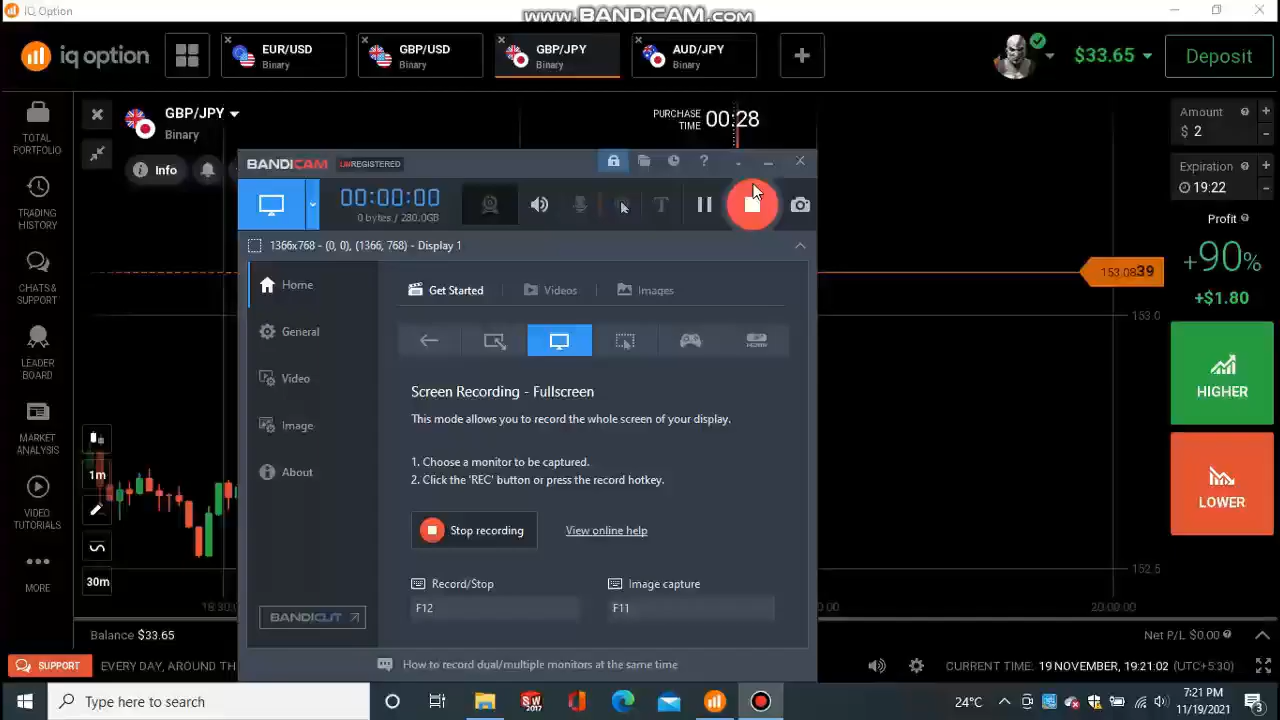 IQ Option
www.BANDICAM.com
iq option
EUR/USD
Binary
GBP/USD
Binary
GBP/JPY
Binary
AUD/JPY
Binary
$33.65
Deposit
TOTAL
PORTFOLIO
TRADING
HISTORY
CHATS &
SUPPORT
LEADER
BOARD
MARKET
ANALYSIS
VIDEO
TUTORIALS
MORE
GBP/JPY
Binary
Info
PURCHASE
TIME
00:28
BANDICAM UNREGISTERED
00:00:00
0 bytes / 280.0GB
1366x768 - (0, 0), (1366, 768) - Display 1
Home
General
Video
Image
About
BANDICUT
Get Started
Videos
Images
HDMI
Screen Recording - Fullscreen
This mode allows you to record the whole screen of your display.
1. Choose a monitor to be captured.
2. Click the 'REC' button or press the record hotkey.
Stop recording
View online help
Record/Stop
F12
Image capture
F11
How to record dual/multiple monitors at the same time
1m
30m
18:30
0:00
20:00:00
153.0839
153.0
152.5
Amount
$ 2
Expiration
19:22
Profit
+90%
+$1.80
HIGHER
LOWER
Balance $33.65
Net P/L $0.00
SUPPORT
EVERY DAY, AROUND TH
CURRENT TIME: 19 NOVEMBER, 19:21:02 (UTC+5:30)
Type here to search
SW
2017
24°C
7:21 PM
11/19/2021
3